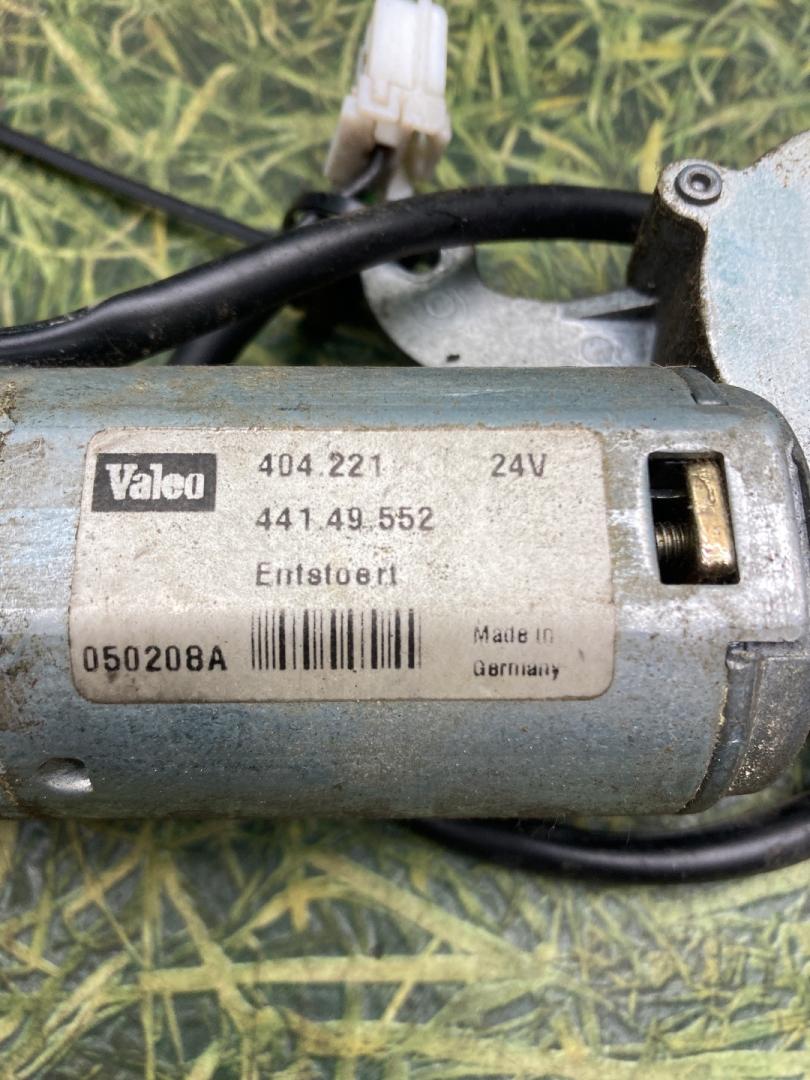 Valeo
404.221 24V
441.49.552
Entstoert
050208A
Made in
Germany